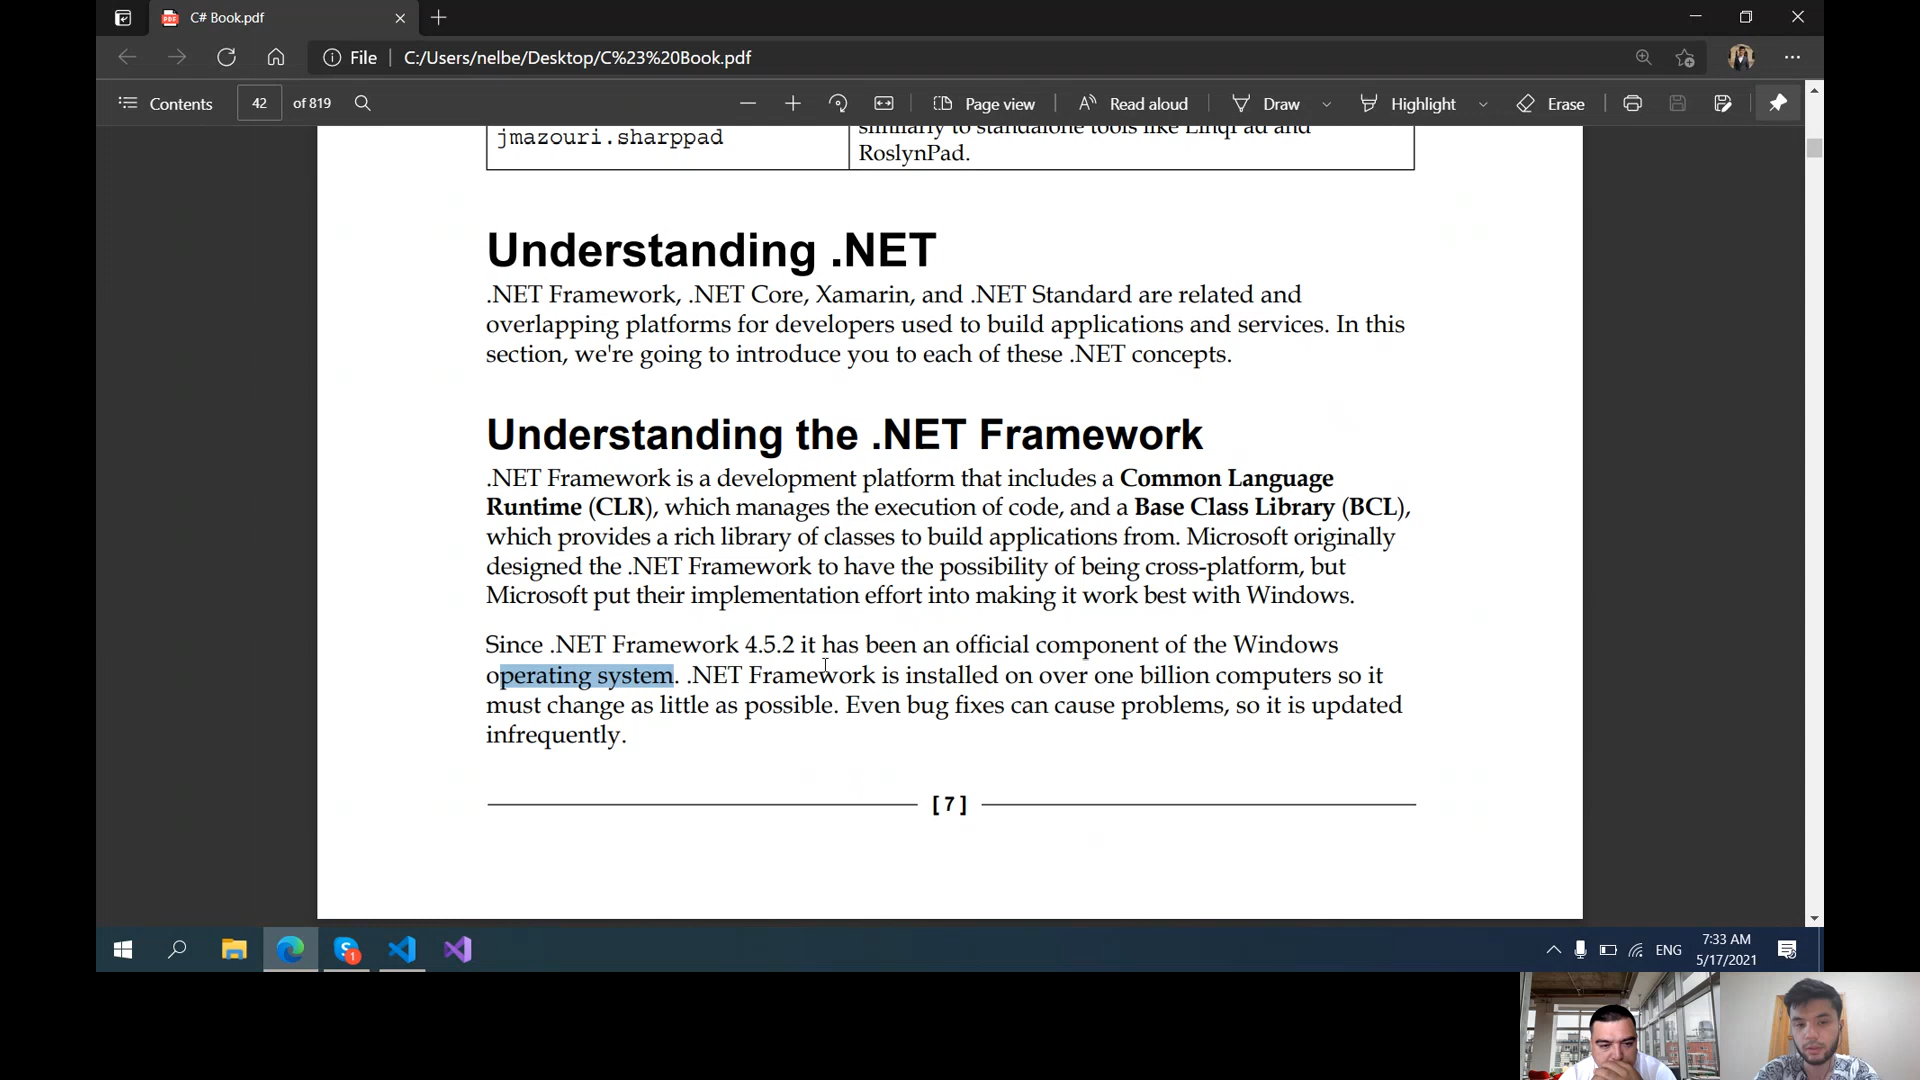 C# Book.pdf
File
C:/Users/nelbe/Desktop/C%23%20Book.pdf
Contents
42
of 819
Page view
Read aloud
Draw
Highlight
Erase
jmazouri.sharppad
similarly to standalone tools like LinqPad and
RoslynPad.
Understanding .NET
.NET Framework, .NET Core, Xamarin, and .NET Standard are related and
overlapping platforms for developers used to build applications and services. In this
section, we're going to introduce you to each of these .NET concepts.
Understanding the .NET Framework
.NET Framework is a development platform that includes a Common Language
Runtime (CLR), which manages the execution of code, and a Base Class Library (BCL),
which provides a rich library of classes to build applications from. Microsoft originally
designed the .NET Framework to have the possibility of being cross-platform, but
Microsoft put their implementation effort into making it work best with Windows.
Since .NET Framework 4.5.2 it has been an official component of the Windows
operating system. .NET Framework is installed on over one billion computers so it
must change as little as possible. Even bug fixes can cause problems, so it is updated
infrequently.
[ 7 ]
1
ENG
7:33 AM
5/17/2021